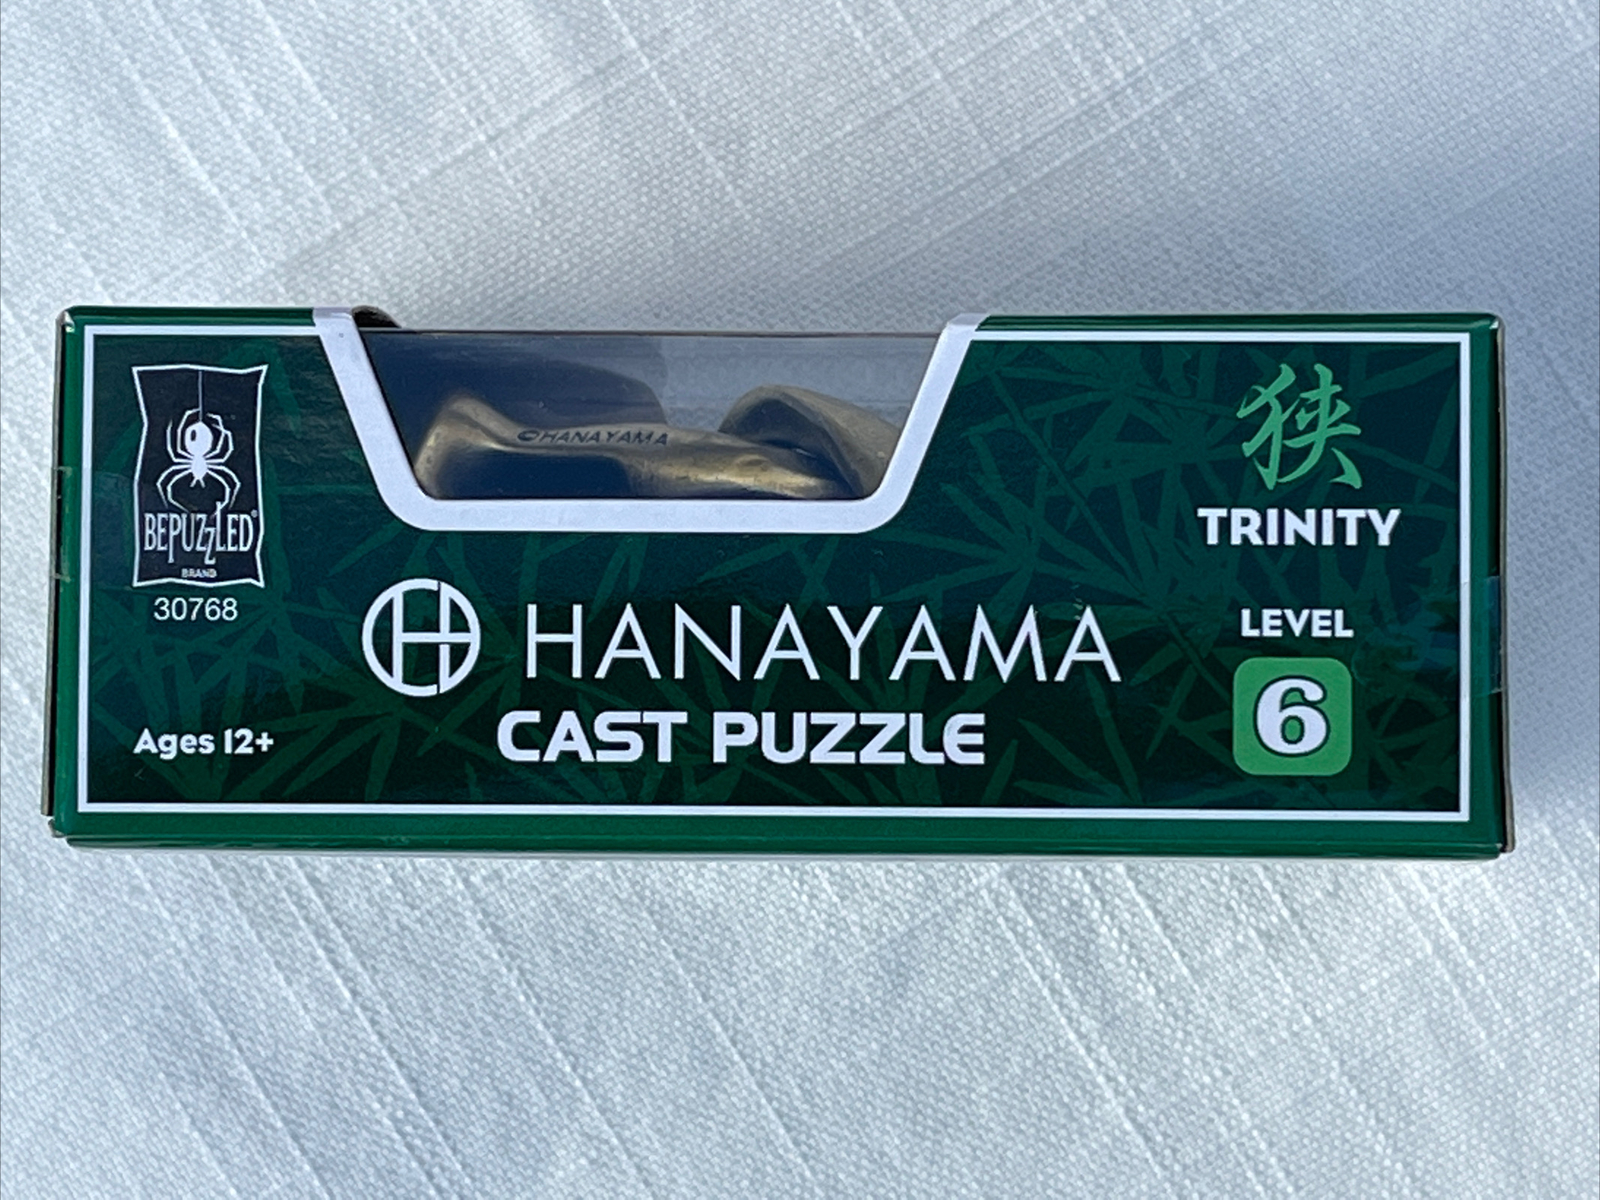 ©HANAYAMA
狭
TRINITY
BEPUZZLED®
BRAND
30768
HANAYAMA
CAST PUZZLE
LEVEL
6
Ages 12+